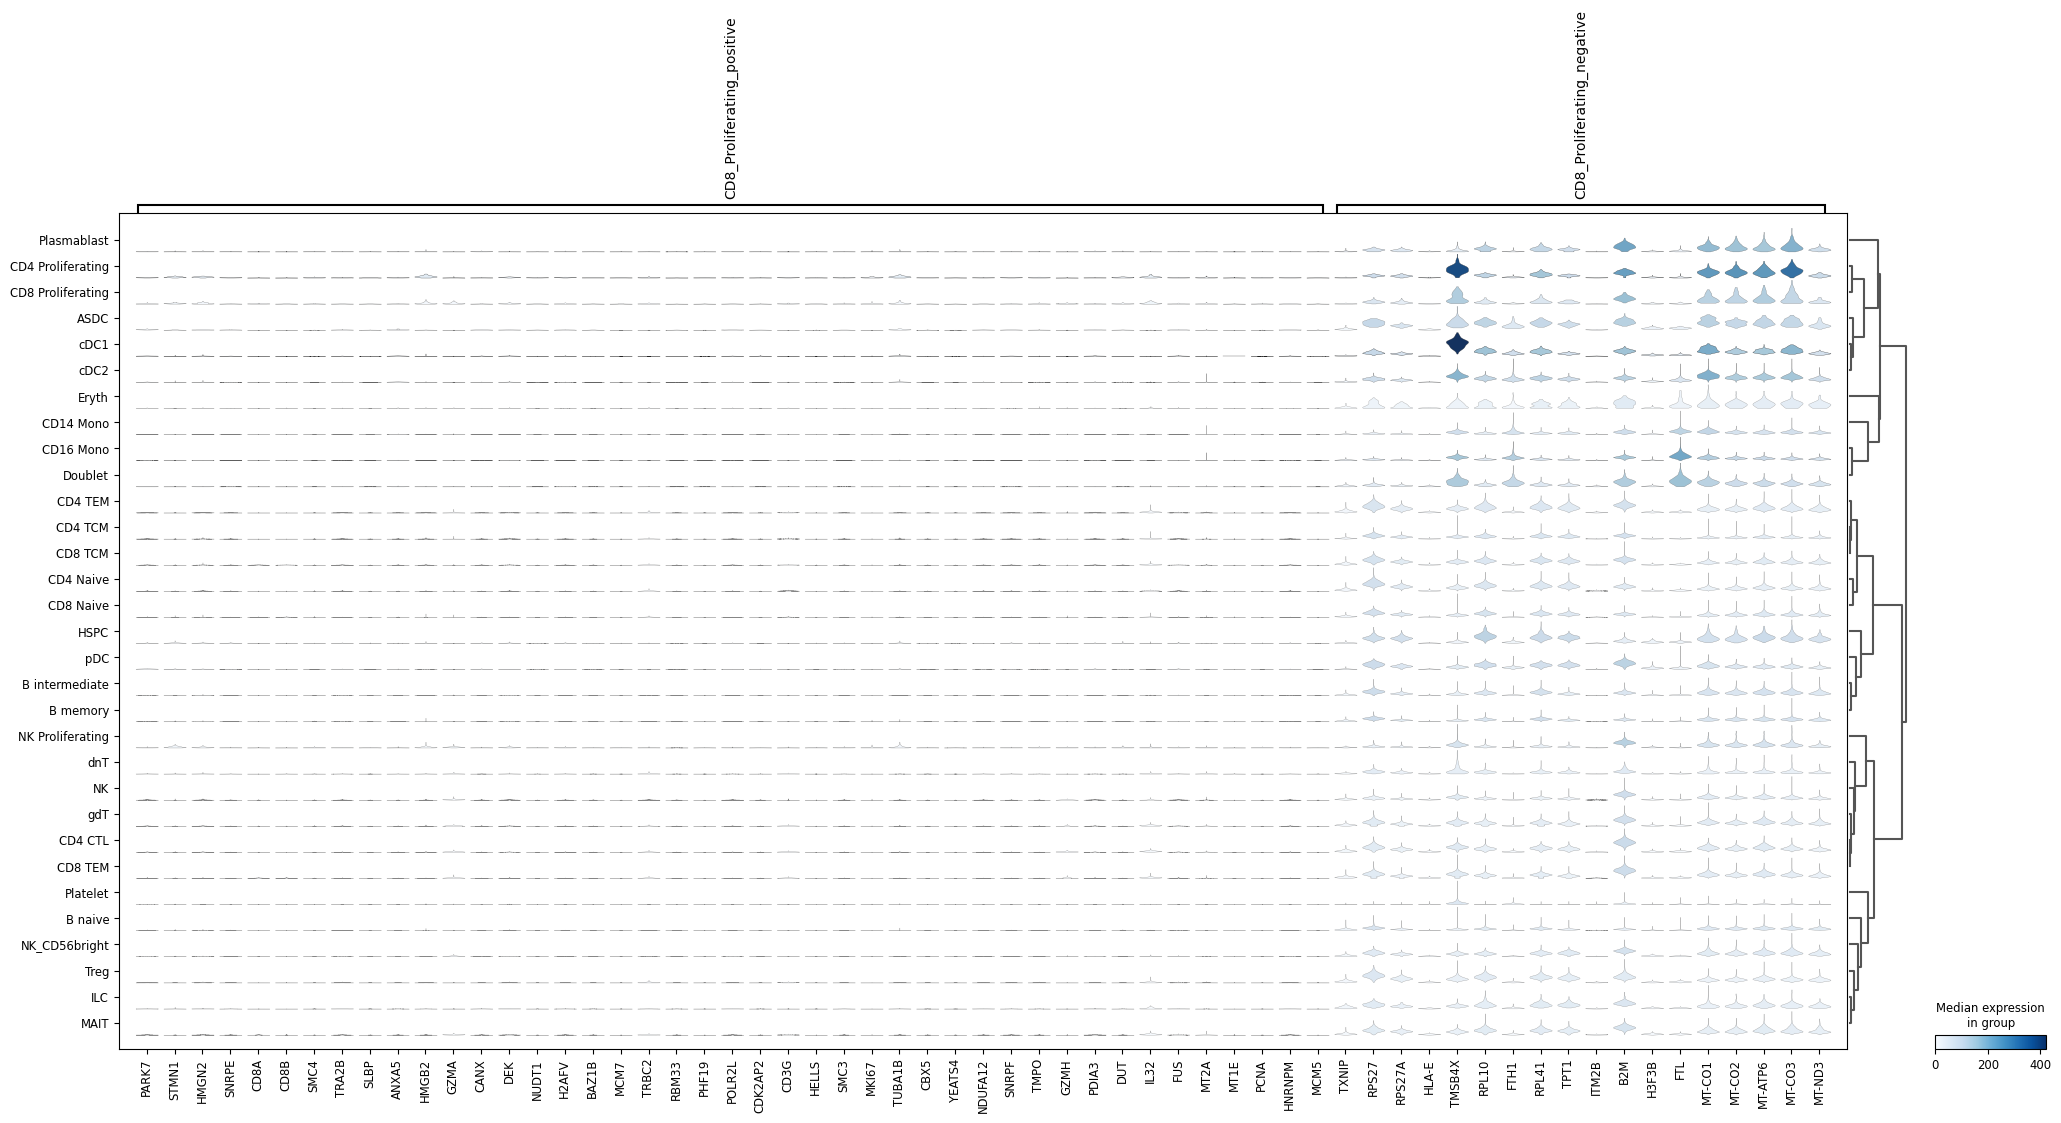 CD8_Proliferating_positive
CD8_Proliferating_negative
Plasmablast
CD4 Proliferating
CD8 Proliferating
ASDC
cDC1
cDC2
Eryth
CD14 Mono
CD16 Mono
Doublet
CD4 TEM
CD4 TCM
CD8 TCM
CD4 Naive
CD8 Naive
HSPC
pDC
B intermediate
B memory
NK Proliferating
dnT
NK
gdT
CD4 CTL
CD8 TEM
Platelet
B naive
NK_CD56bright
Treg
ILC
MAIT
PARK7
STMN1
HMGN2
SNRPE
CD8A
CD8B
SMC4
TRA2B
SLBP
ANXA5
HMGB2
GZMA
CANX
DEK
NUDT1
H2AFV
BAZ1B
MCM7
TRBC2
RBM33
PHF19
POLR2L
CDK2AP2
CD3G
HELLS
SMC3
MKI67
TUBA1B
CBX5
YEATS4
NDUFA12
SNRPF
TMPO
GZMH
PDIA3
DUT
IL32
FUS
MT2A
MT1E
PCNA
HNRNPM
MCM5
TXNIP
RPS27
RPS27A
HLA-E
TMSB4X
RPL10
FTH1
RPL41
TPT1
ITM2B
B2M
H3F3B
FTL
MT-CO1
MT-CO2
MT-ATP6
MT-CO3
MT-ND3
Median expression
in group
0 200 400